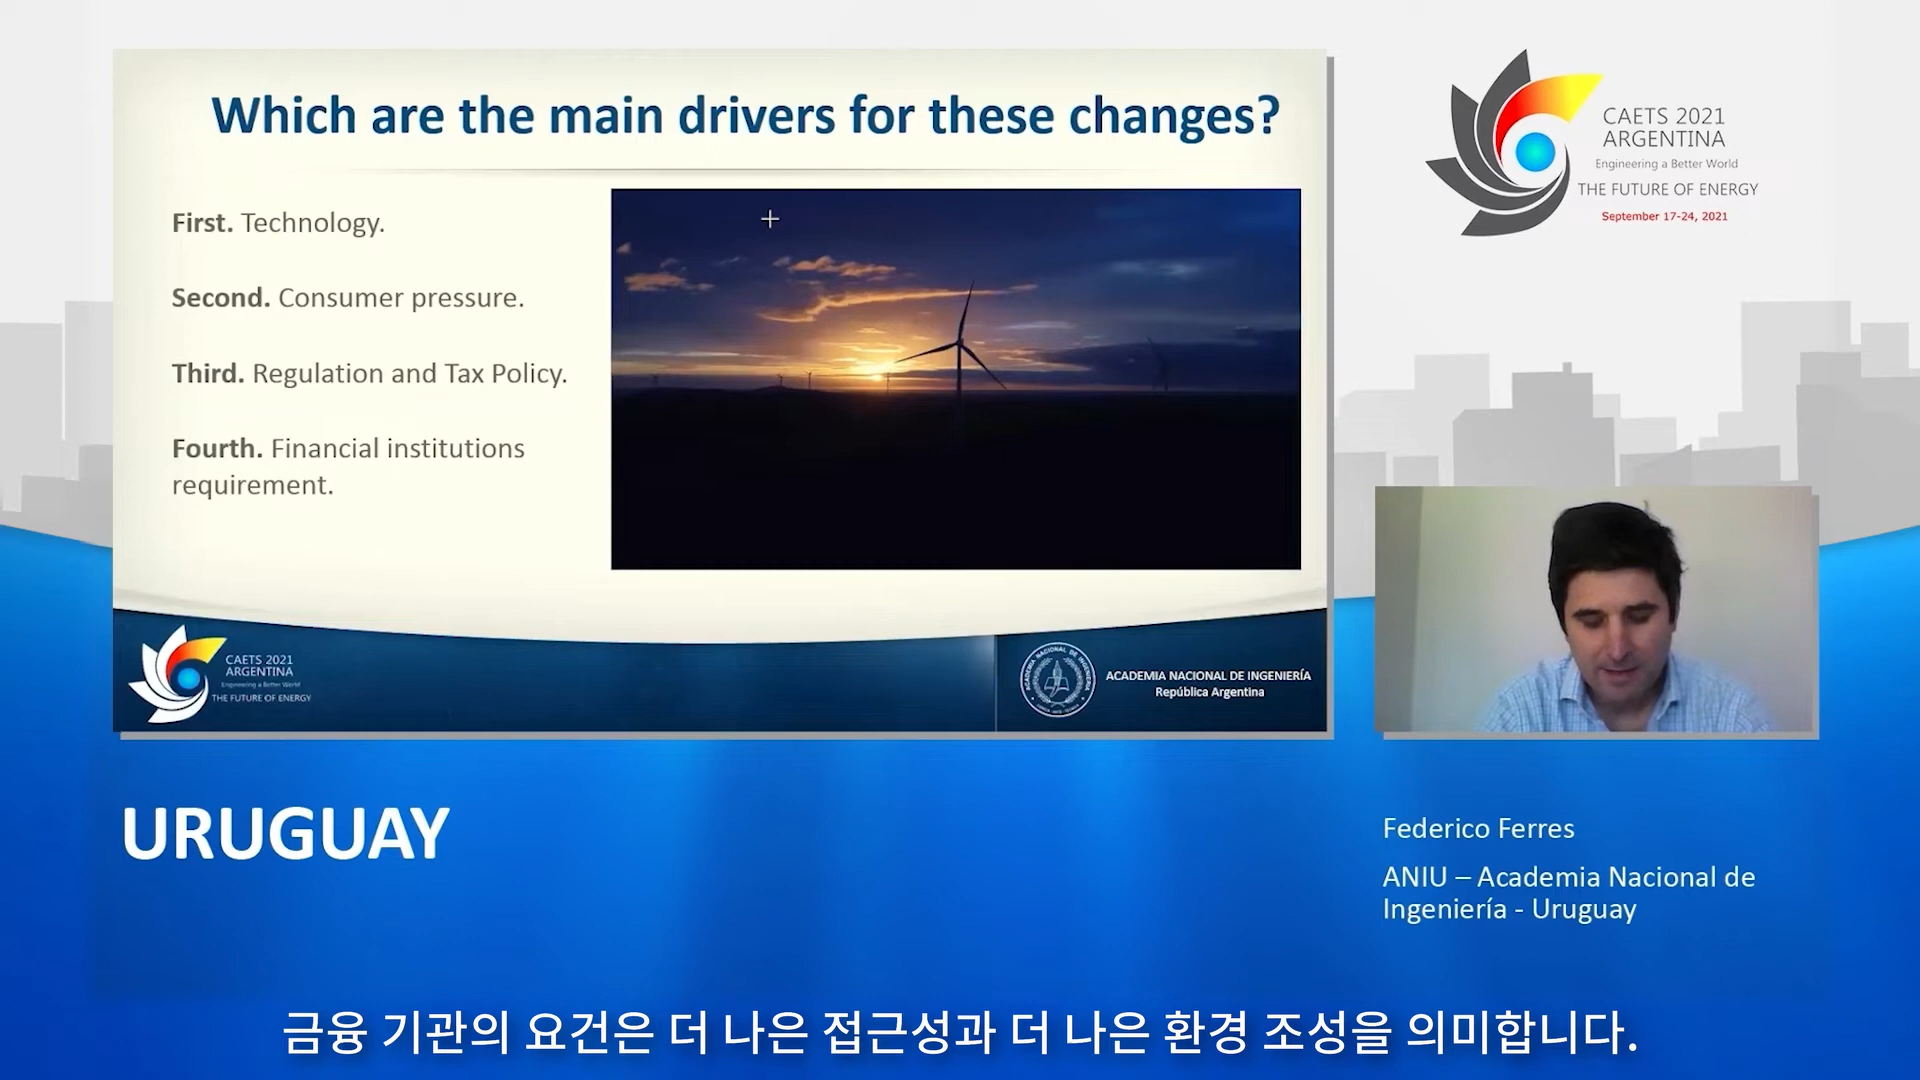 Which are the main drivers for these changes?
First. Technology.
Second. Consumer pressure.
Third. Regulation and Tax Policy.
Fourth. Financial institutions
requirement.
CAETS 2021
ARGENTINA
Engineering a Better World
THE FUTURE OF ENERGY
ACADEMIA NACIONAL DE INGENIERÍA
República Argentina
CAETS 2021
ARGENTINA
Engineering a Better World
THE FUTURE OF ENERGY
September 17-24, 2021
URUGUAY
Federico Ferres
ANIU – Academia Nacional de
Ingeniería - Uruguay
금융 기관의 요건은 더 나은 접근성과 더 나은 환경 조성을 의미합니다.